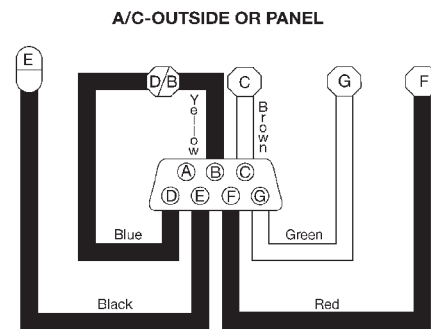 A/C-OUTSIDE OR PANEL
E
D/B
C
G
F
Yellow
Brown
A B C
D E F G
Blue
Green
Black
Red